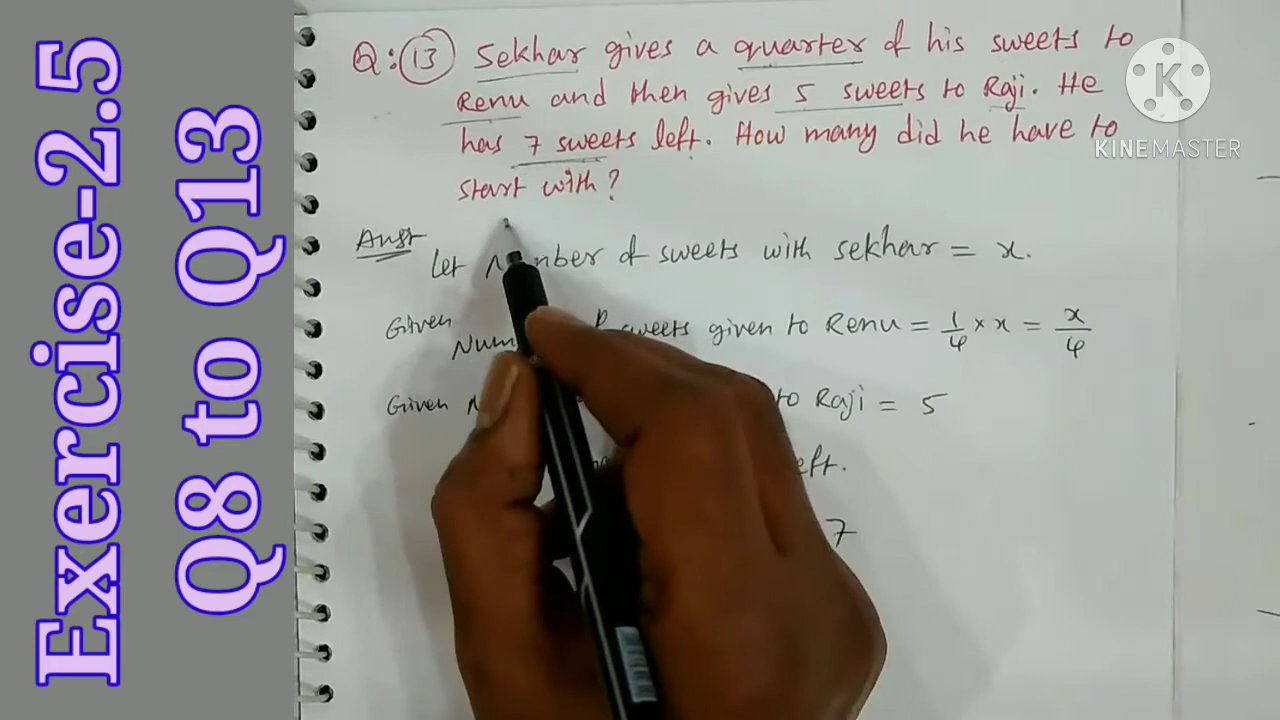 Exercise-2.5
Q8 to Q13
Q:13 Sekhar gives a quarter of his sweets to
Renu and then gives 5 sweets to Raji. He
has 7 sweets left. How many did he have to
start with?
Ans:
Let Number of sweets with sekhar = x.
Given
sweets given to Renu = 1/4 × x = x/4
Given to Raji = 5
left.
7
K
KINEMASTER